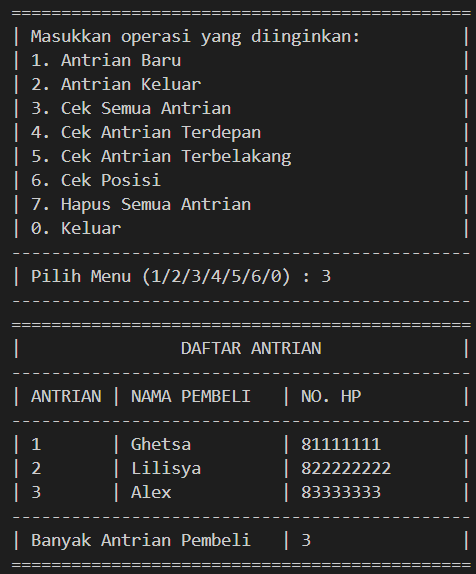 ==============================================
| Masukkan operasi yang diinginkan: |
| 1. Antrian Baru |
| 2. Antrian Keluar |
| 3. Cek Semua Antrian |
| 4. Cek Antrian Terdepan |
| 5. Cek Antrian Terbelakang |
| 6. Cek Posisi |
| 7. Hapus Semua Antrian |
| 0. Keluar |
----------------------------------------------
| Pilih Menu (1/2/3/4/5/6/0) : 3
----------------------------------------------
==============================================
| DAFTAR ANTRIAN |
----------------------------------------------
| ANTRIAN | NAMA PEMBELI | NO. HP |
----------------------------------------------
| 1 | Ghetsa | 81111111 |
| 2 | Lilisya | 822222222 |
| 3 | Alex | 83333333 |
----------------------------------------------
| Banyak Antrian Pembeli | 3 |
==============================================